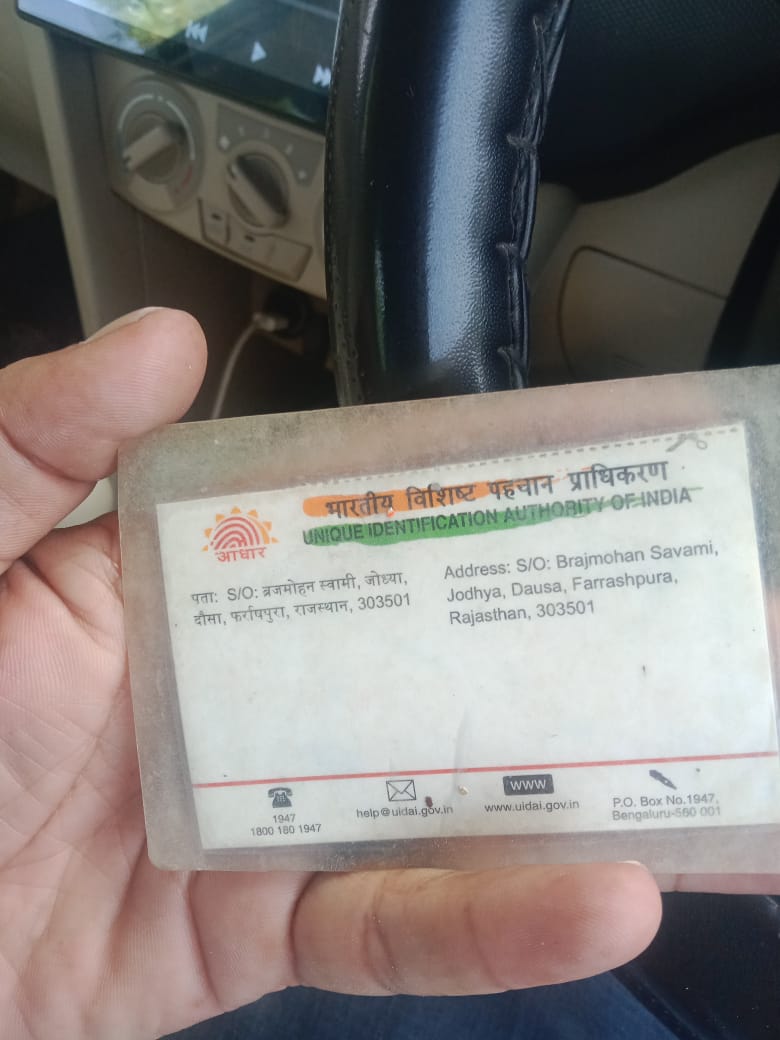 भारतीय विशिष्ट पहचान प्राधिकरण
UNIQUE IDENTIFICATION AUTHORITY OF INDIA
आधार
पता: S/O: ब्रजमोहन स्वामी, जोध्या,
दौसा, फर्राषपुरा, राजस्थान, 303501
Address: S/O: Brajmohan Savami,
Jodhya, Dausa, Farrashpura,
Rajasthan, 303501
1947
1800 180 1947
help@uidai.gov.in
www
www.uidai.gov.in
P.O. Box No.1947,
Bengaluru-560 001